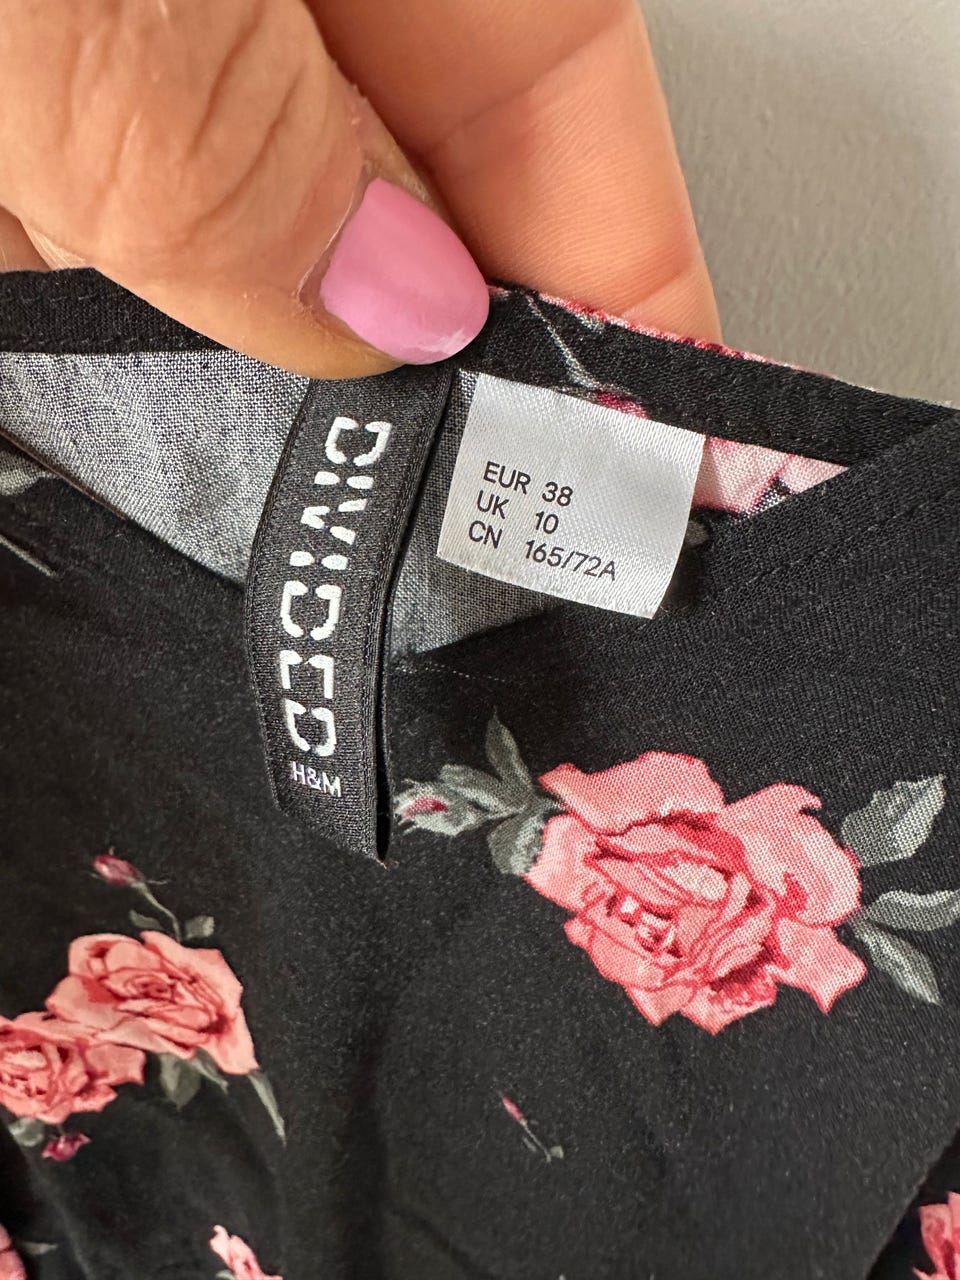 DIVIDED
H&M
EUR 38
UK 10
CN 165/72A